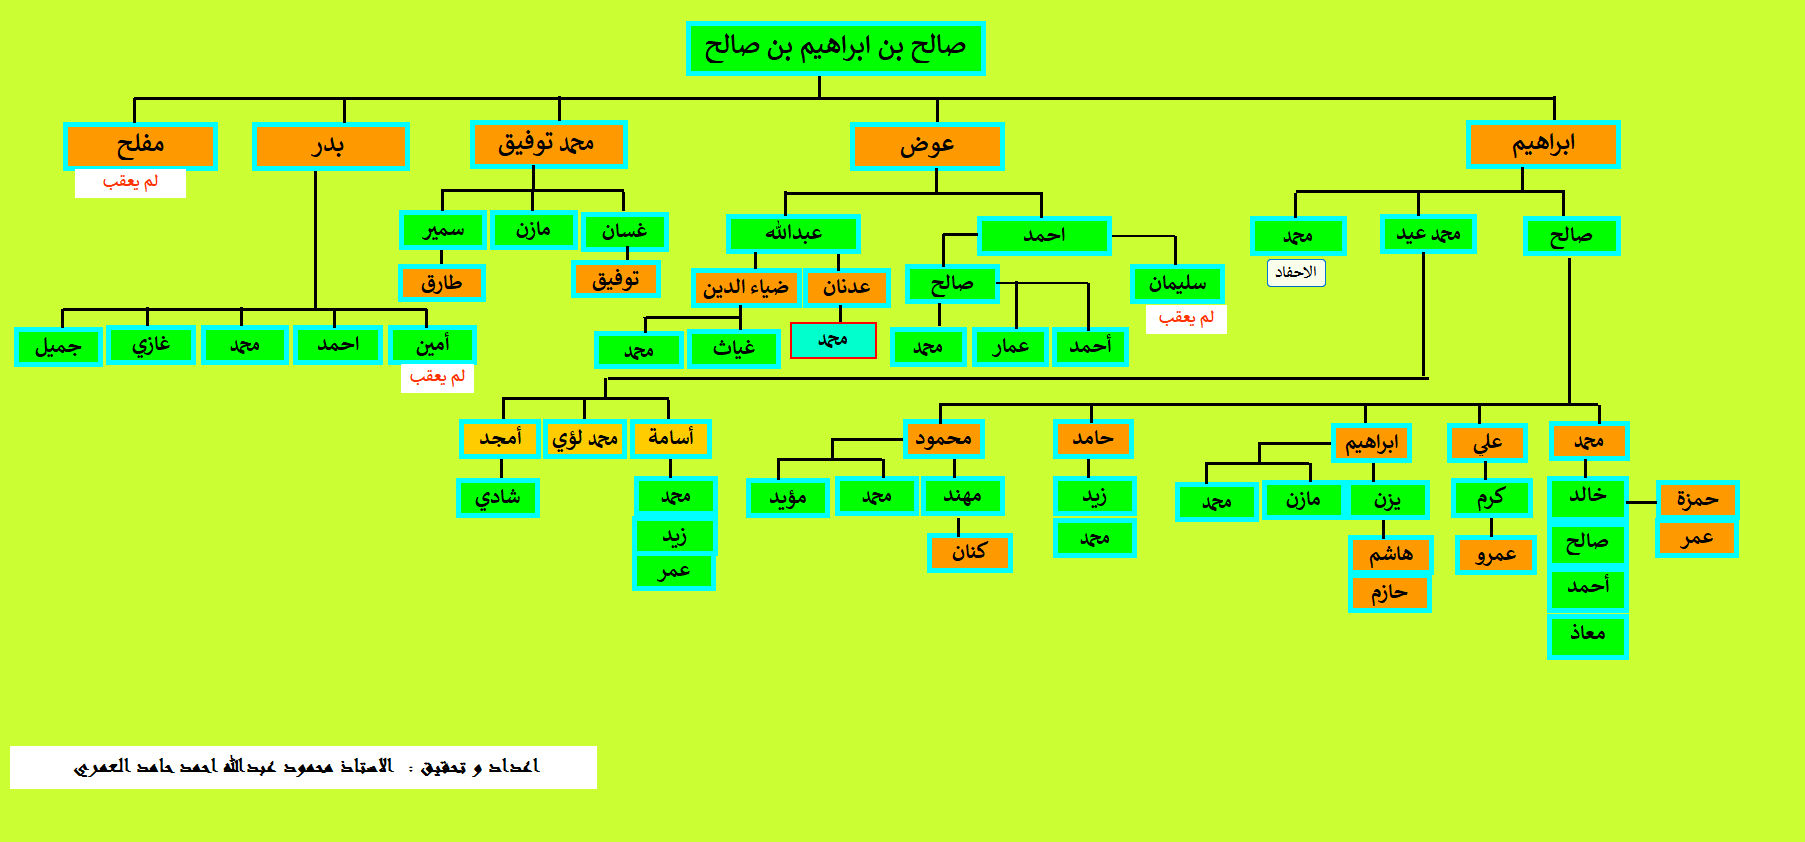 صالح بن ابراهيم بن صالح
ابراهيم
عوض
محمد توفيق
بدر
مفلح
لم يعقب
صالح
محمد عيد
محمد
الاحفاد
احمد
عبدالله
غسان
مازن
سمير
توفيق
طارق
سليمان
لم يعقب
صالح
عدنان
ضياء الدين
أحمد
عمار
محمد
محمد
غياث
محمد
أمين
لم يعقب
احمد
محمد
غازي
جميل
محمد
علي
ابراهيم
حامد
محمود
أسامة
محمد لؤي
أمجد
حمزة
عمر
خالد
صالح
أحمد
معاذ
كرم
عمرو
يزن
مازن
محمد
هاشم
حازم
زيد
محمد
مهند
محمد
مؤيد
كنان
محمد
زيد
عمر
شادي
اعداد و تحقيق : الاستاذ محمود عبدالله احمد حامد العمري